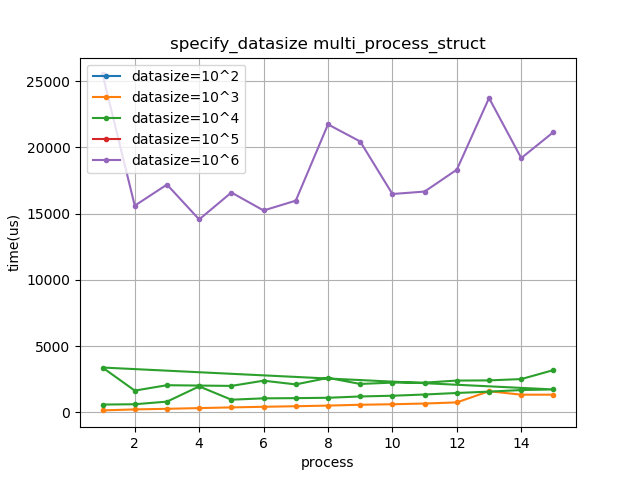 specify_datasize multi_process_struct
datasize=10^2
datasize=10^3
datasize=10^4
datasize=10^5
datasize=10^6
25000
20000
15000
10000
5000
0
time(us)
2 4 6 8 10 12 14
process